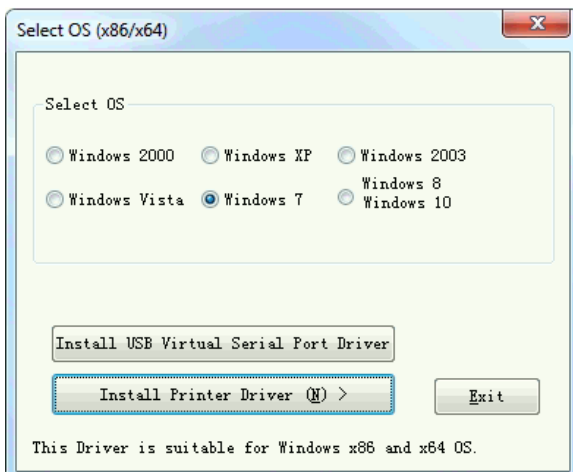 Select OS (x86/x64)
Select OS
Windows 2000 Windows XP Windows 2003
Windows Vista Windows 7 Windows 8
Windows 10
Install USB Virtual Serial Port Driver
Install Printer Driver (N) >
Exit
This Driver is suitable for Windows x86 and x64 OS.